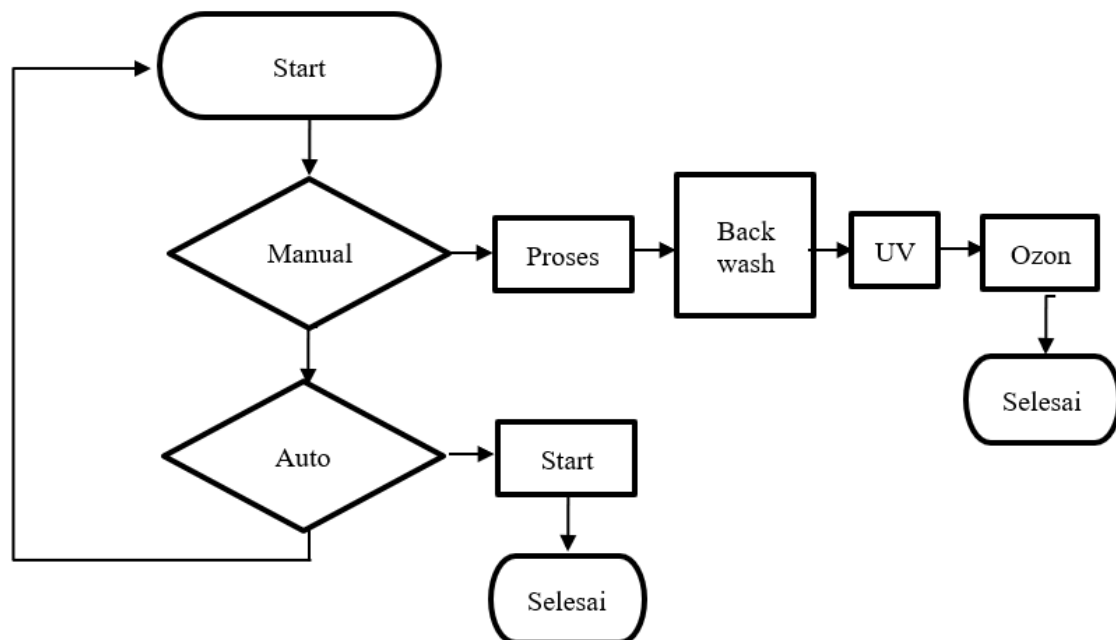 Start
Manual
Proses
Back
wash
UV
Ozon
Selesai
Auto
Start
Selesai